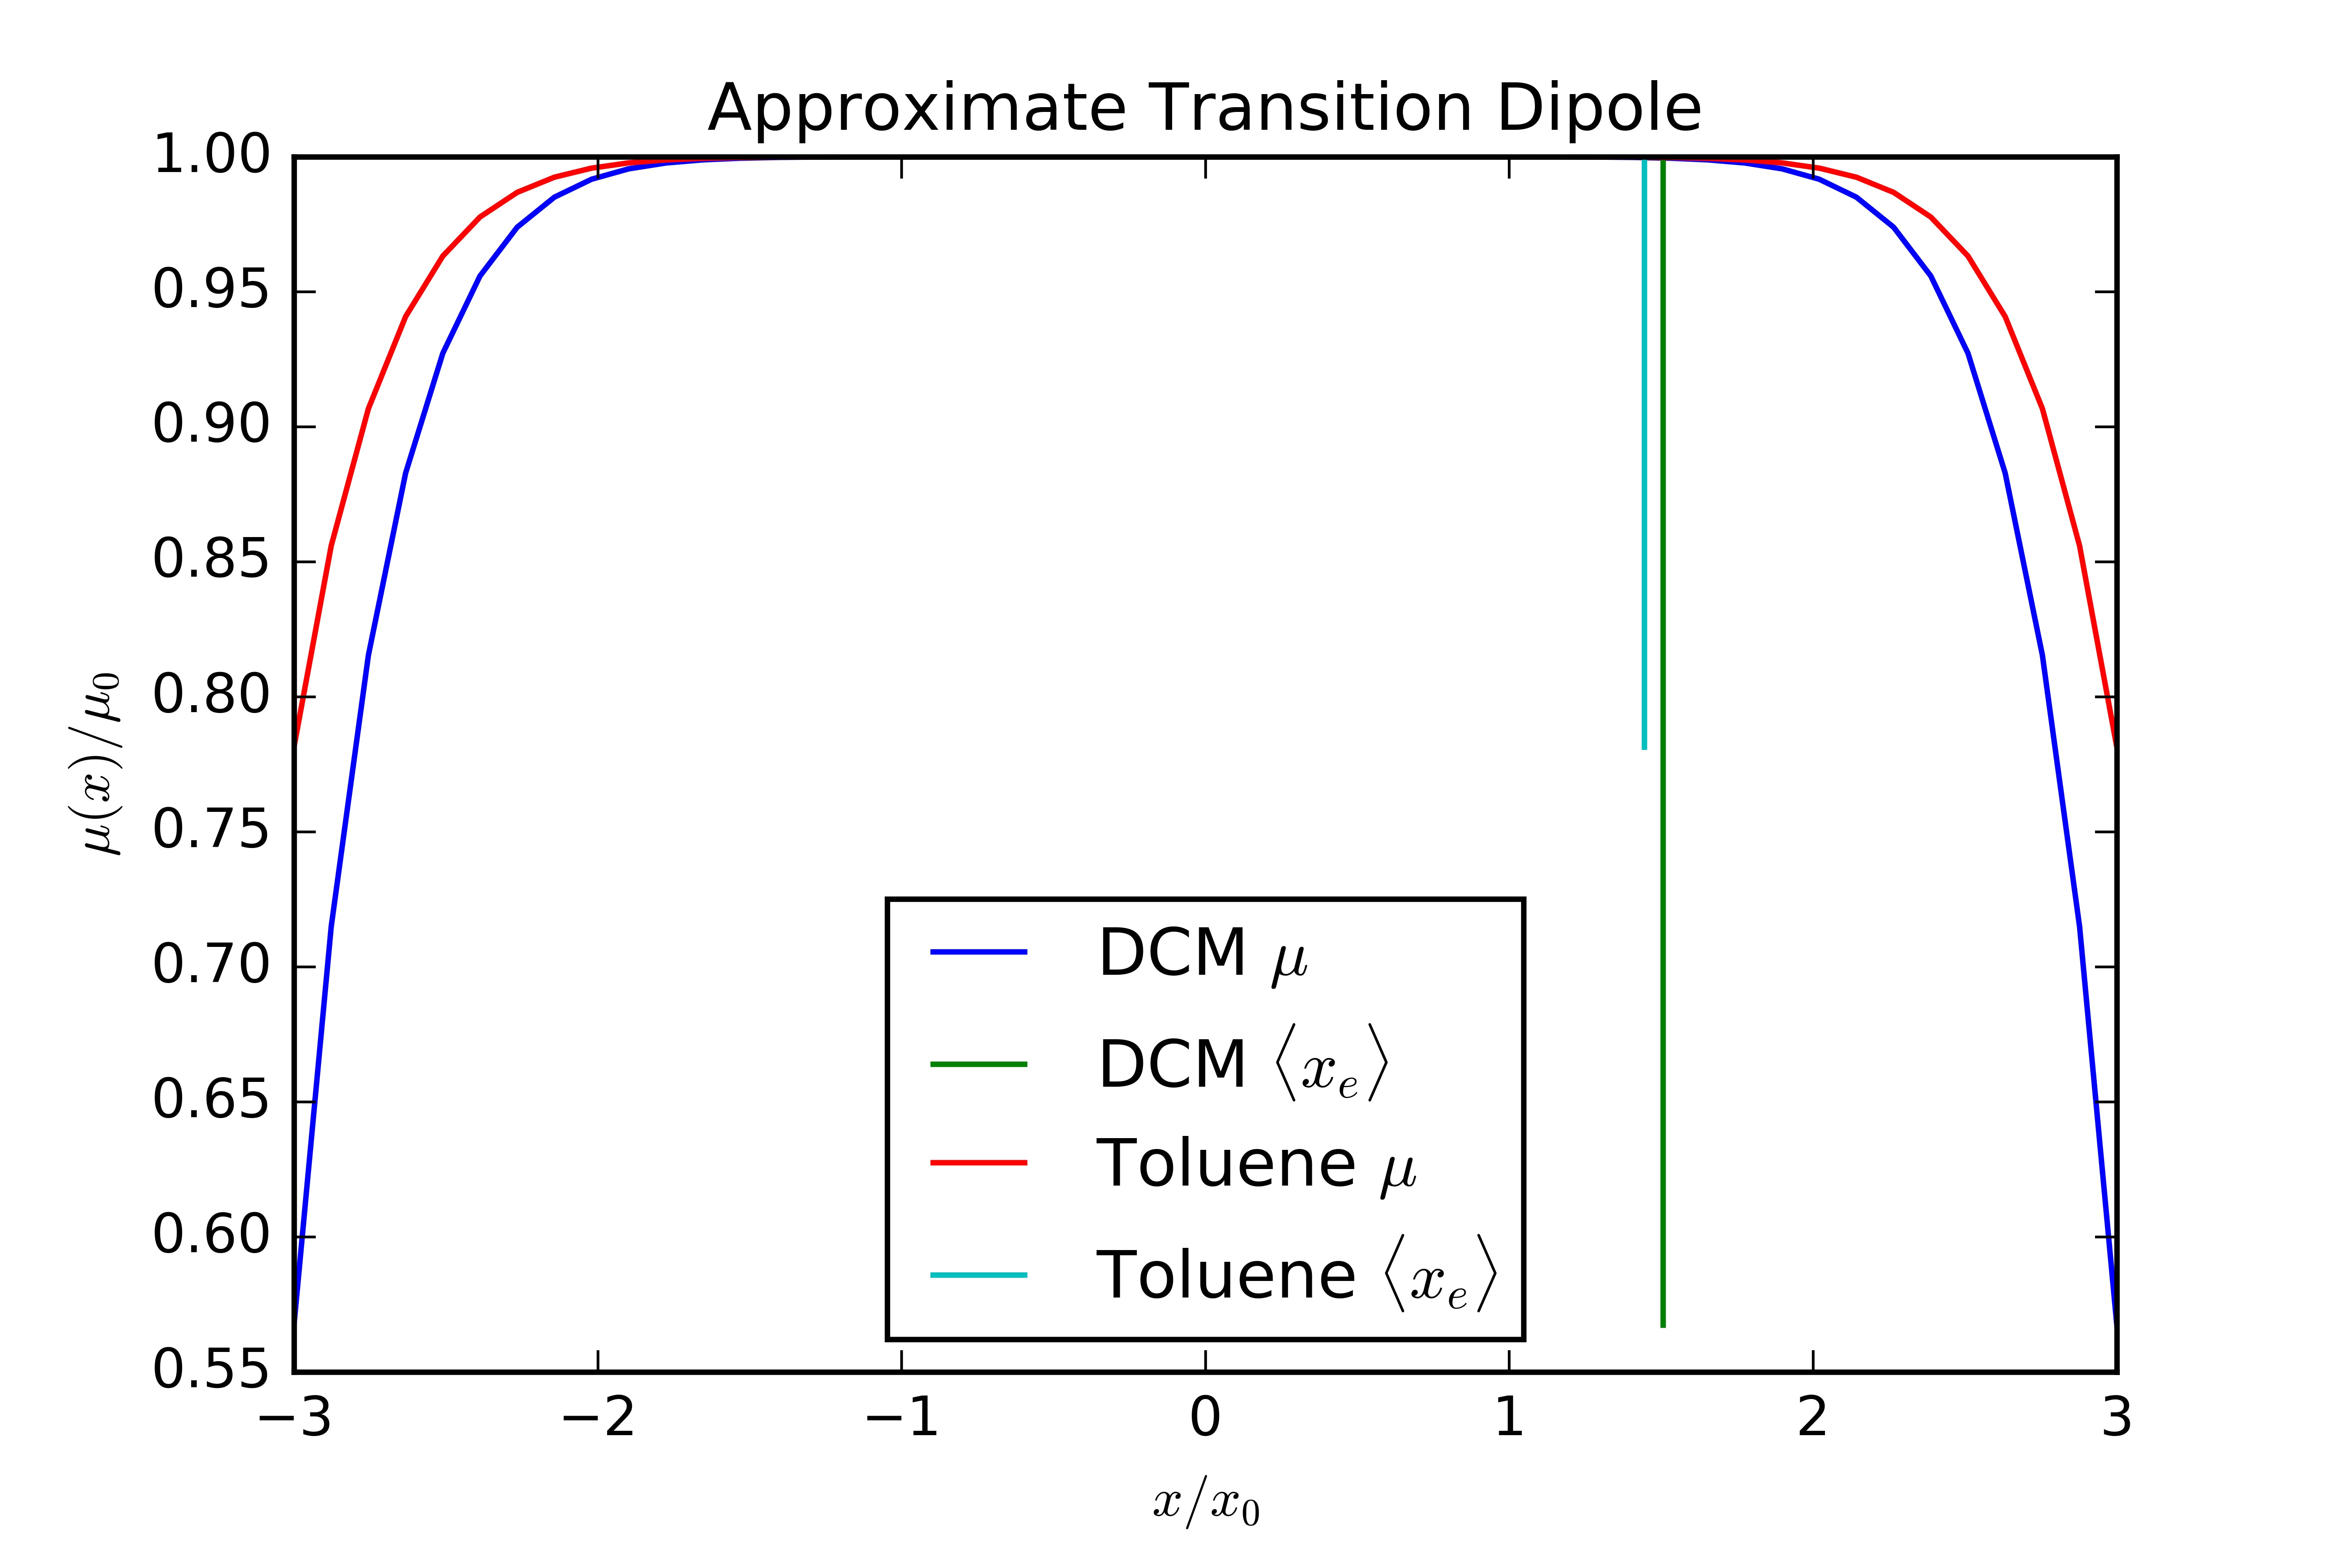 Approximate Transition Dipole
1.00
0.95
0.90
0.85
0.80
0.75
0.70
0.65
0.60
0.55
μ(x)/μ₀
DCM μ
DCM ⟨xₑ⟩
Toluene μ
Toluene ⟨xₑ⟩
−3 −2 −1 0 1 2 3
x/x₀